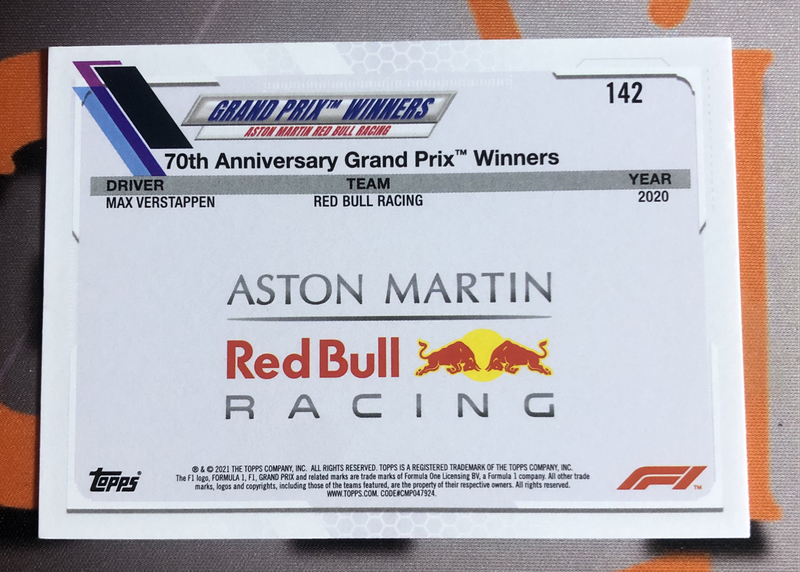 142
GRAND PRIX™ WINNERS
ASTON MARTIN RED BULL RACING
70th Anniversary Grand Prix™ Winners
DRIVER TEAM YEAR
MAX VERSTAPPEN RED BULL RACING 2020
ASTON MARTIN
Red Bull
RACING
® & © 2021 THE TOPPS COMPANY, INC. ALL RIGHTS RESERVED. TOPPS IS A REGISTERED TRADEMARK OF THE TOPPS COMPANY, INC.
The F1 logo, FORMULA 1, F1, GRAND PRIX and related marks are trade marks of Formula One Licensing BV, a Formula 1 company. All other trade
marks, logos and copyrights, including those of the teams featured, are the property of their respective owners. All rights reserved.
WWW.TOPPS.COM. CODE#CMP047924.
Topps®
F1™